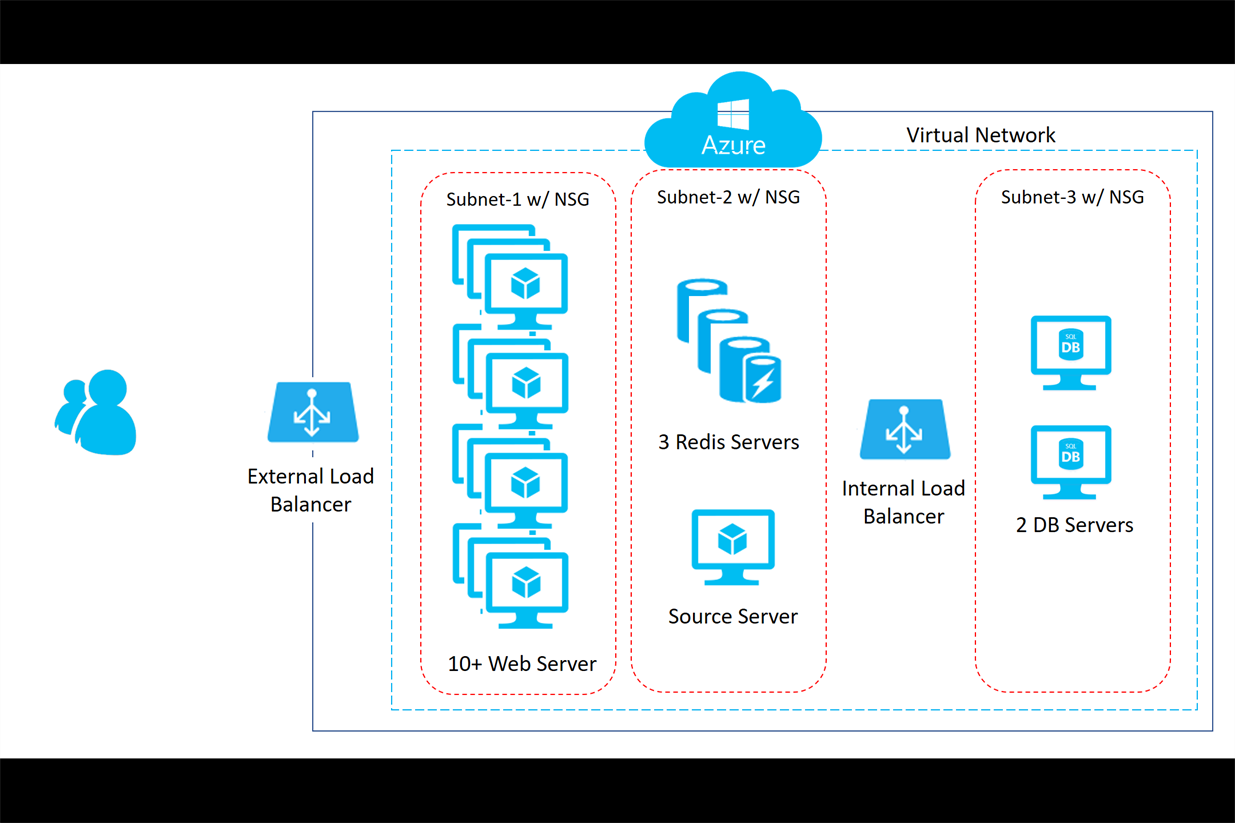 Azure
Virtual Network
Subnet-1 w/ NSG
Subnet-2 w/ NSG
Subnet-3 w/ NSG
SQL
DB
3 Redis Servers
SQL
DB
External Load
Balancer
Internal Load
Balancer
2 DB Servers
Source Server
10+ Web Server